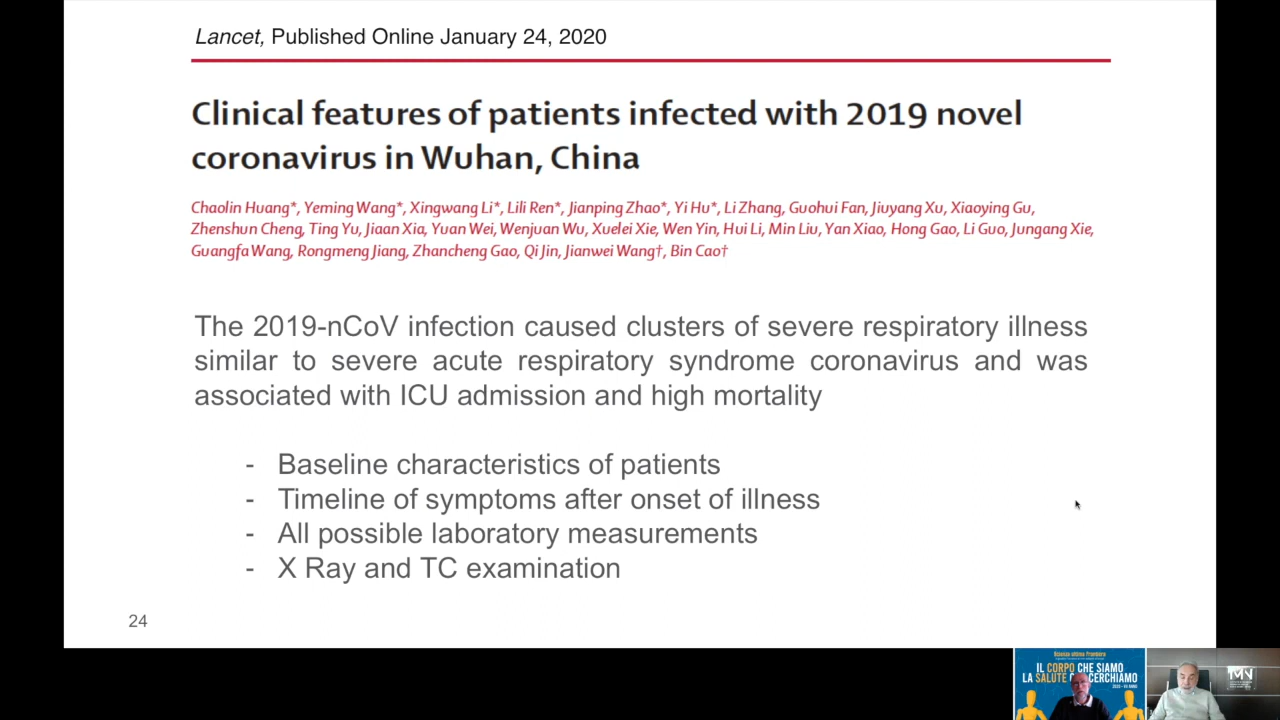 Lancet, Published Online January 24, 2020
Clinical features of patients infected with 2019 novel
coronavirus in Wuhan, China
Chaolin Huang*, Yeming Wang*, Xingwang Li*, Lili Ren*, Jianping Zhao*, Yi Hu*, Li Zhang, Guohui Fan, Jiuyang Xu, Xiaoying Gu,
Zhenshun Cheng, Ting Yu, Jiaan Xia, Yuan Wei, Wenjuan Wu, Xuelei Xie, Wen Yin, Hui Li, Min Liu, Yan Xiao, Hong Gao, Li Guo, Jungang Xie,
Guangfa Wang, Rongmeng Jiang, Zhancheng Gao, Qi Jin, Jianwei Wang†, Bin Cao†
The 2019-nCoV infection caused clusters of severe respiratory illness
similar to severe acute respiratory syndrome coronavirus and was
associated with ICU admission and high mortality
- Baseline characteristics of patients
- Timeline of symptoms after onset of illness
- All possible laboratory measurements
- X Ray and TC examination
24
IL CORPO CHE SIAMO
LA SALUTE CERCHIAMO